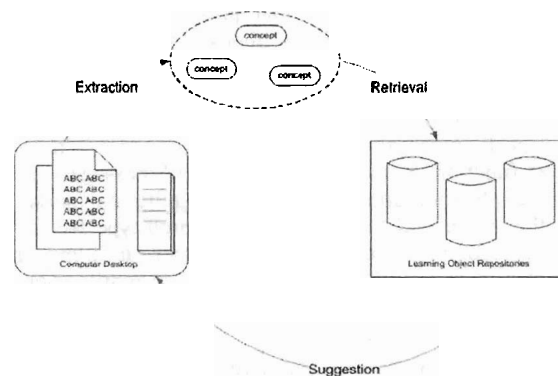 concept
concept
concept
Extraction
Retrieval
ABC ABC
ABC ABC
ABC ABC
ABC ABC
ABC ABC
Computer Desktop
Learning Object Repositories
Suggestion